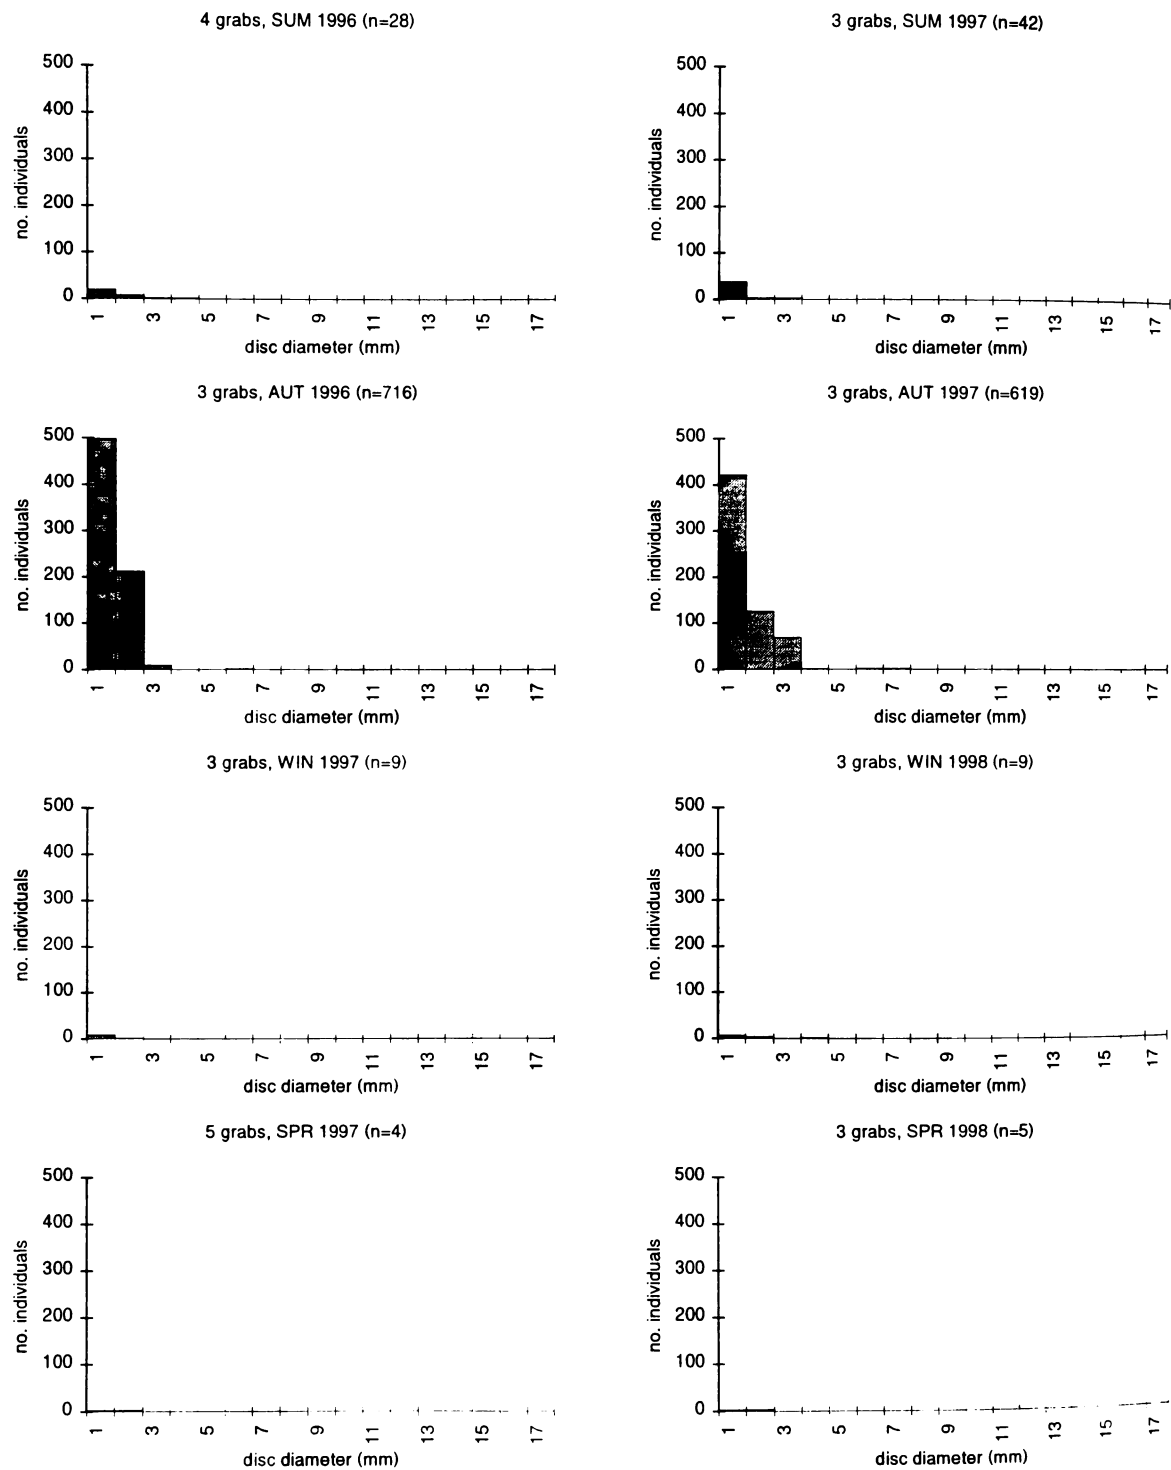 4 grabs, SUM 1996 (n=28)
500
400
300
200
100
0
no. individuals
1 3 5 7 9 11 13 15 17
disc diameter (mm)
3 grabs, SUM 1997 (n=42)
500
400
300
200
100
0
no. individuals
1 3 5 7 9 11 13 15 17
disc diameter (mm)
3 grabs, AUT 1996 (n=716)
500
400
300
200
100
0
no. individuals
1 3 5 7 9 11 13 15 17
disc diameter (mm)
3 grabs, AUT 1997 (n=619)
500
400
300
200
100
0
no. individuals
1 3 5 7 9 11 13 15 17
disc diameter (mm)
3 grabs, WIN 1997 (n=9)
500
400
300
200
100
0
no. individuals
1 3 5 7 9 11 13 15 17
disc diameter (mm)
3 grabs, WIN 1998 (n=9)
500
400
300
200
100
0
no. individuals
1 3 5 7 9 11 13 15 17
disc diameter (mm)
5 grabs, SPR 1997 (n=4)
500
400
300
200
100
0
no. individuals
1 3 5 7 9 11 13 15 17
disc diameter (mm)
3 grabs, SPR 1998 (n=5)
500
400
300
200
100
0
no. individuals
1 3 5 7 9 11 13 15 17
disc diameter (mm)